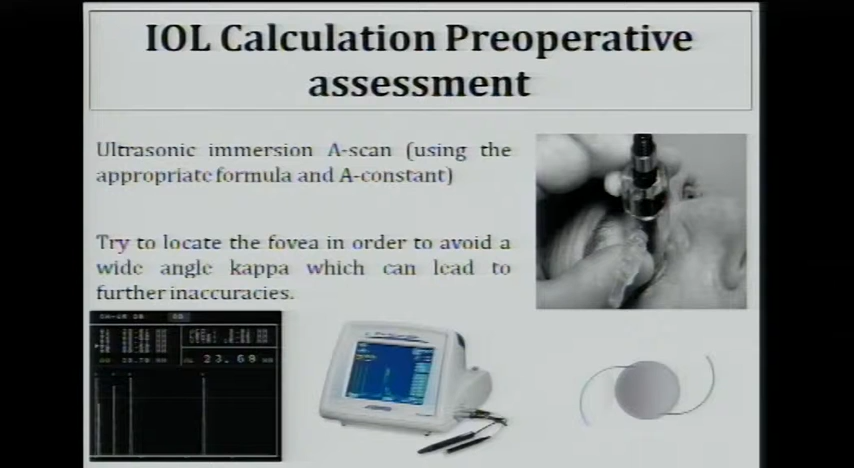 IOL Calculation Preoperative
assessment
Ultrasonic immersion A-scan (using the
appropriate formula and A-constant)
Try to locate the fovea in order to avoid a
wide angle kappa which can lead to
further inaccuracies.
23.69